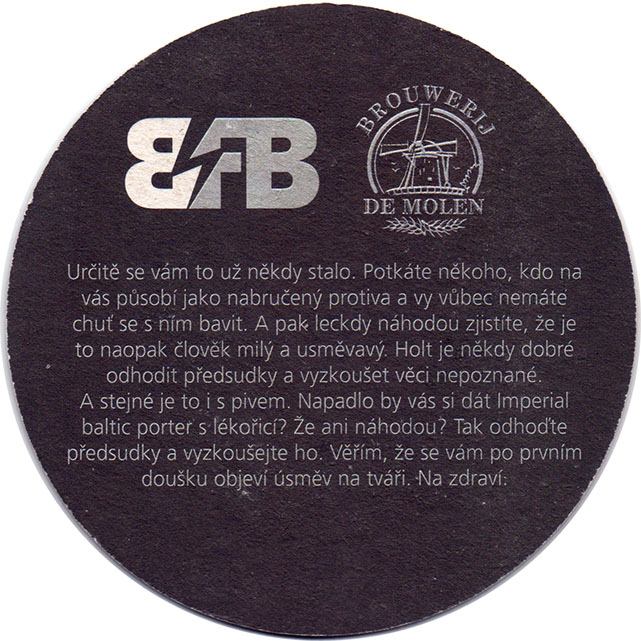 BFB
BROUWERIJ
DE MOLEN
Určitě se vám to už někdy stalo. Potkáte někoho, kdo na
vás působí jako nabručený protiva a vy vůbec nemáte
chuť se s ním bavit. A pak leckdy náhodou zjistíte, že je
to naopak člověk milý a usměvavý. Holt je někdy dobré
odhodit předsudky a vyzkoušet věci nepoznané.
A stejné je to i s pivem. Napadlo by vás si dát Imperial
baltic porter s lékořicí? Že ani náhodou? Tak odhoďte
předsudky a vyzkoušejte ho. Věřím, že se vám po prvním
doušku objeví úsměv na tváři. Na zdraví.